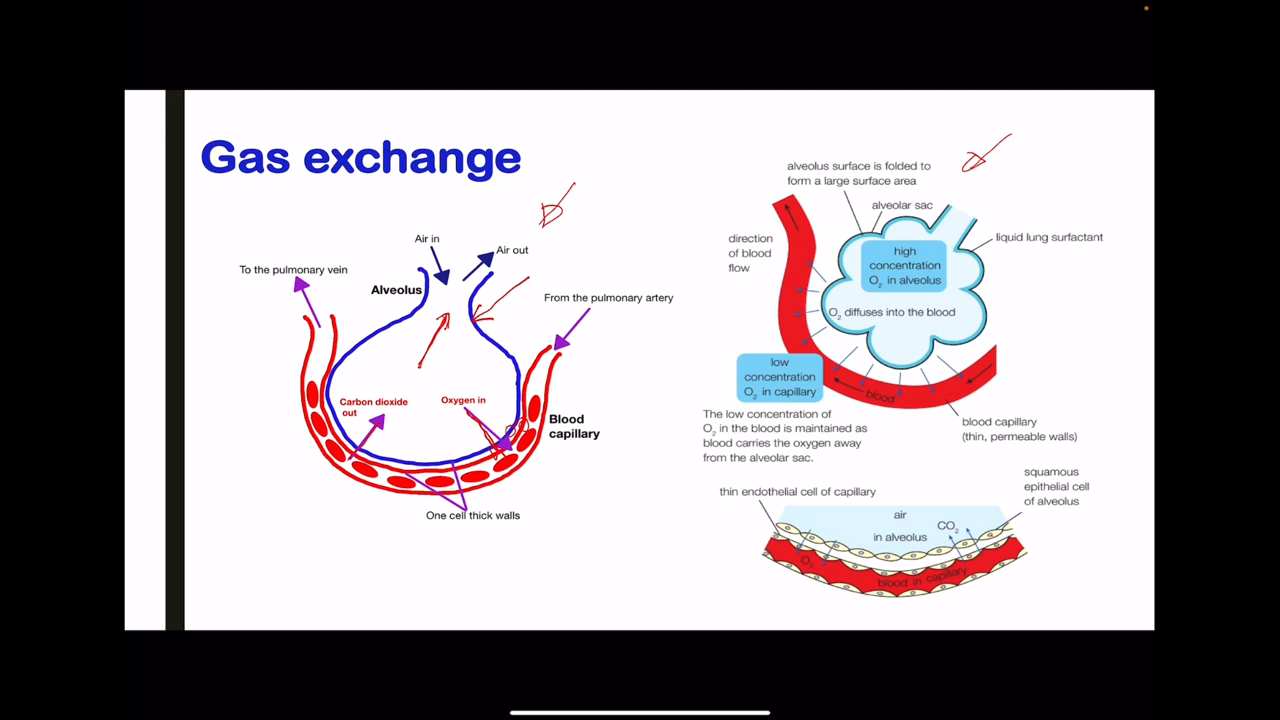 Gas exchange
Air in
Air out
To the pulmonary vein
Alveolus
From the pulmonary artery
Carbon dioxide
out
Oxygen in
Blood
capillary
One cell thick walls
alveolus surface is folded to
form a large surface area
alveolar sac
direction
of blood
flow
liquid lung surfactant
high
concentration
O₂ in alveolus
O₂ diffuses into the blood
low
concentration
O₂ in capillary
blood
The low concentration of
O₂ in the blood is maintained as
blood carries the oxygen away
from the alveolar sac.
blood capillary
(thin, permeable walls)
squamous
epithelial cell
of alveolus
thin endothelial cell of capillary
air
in alveolus
CO₂
O₂
blood in capillary